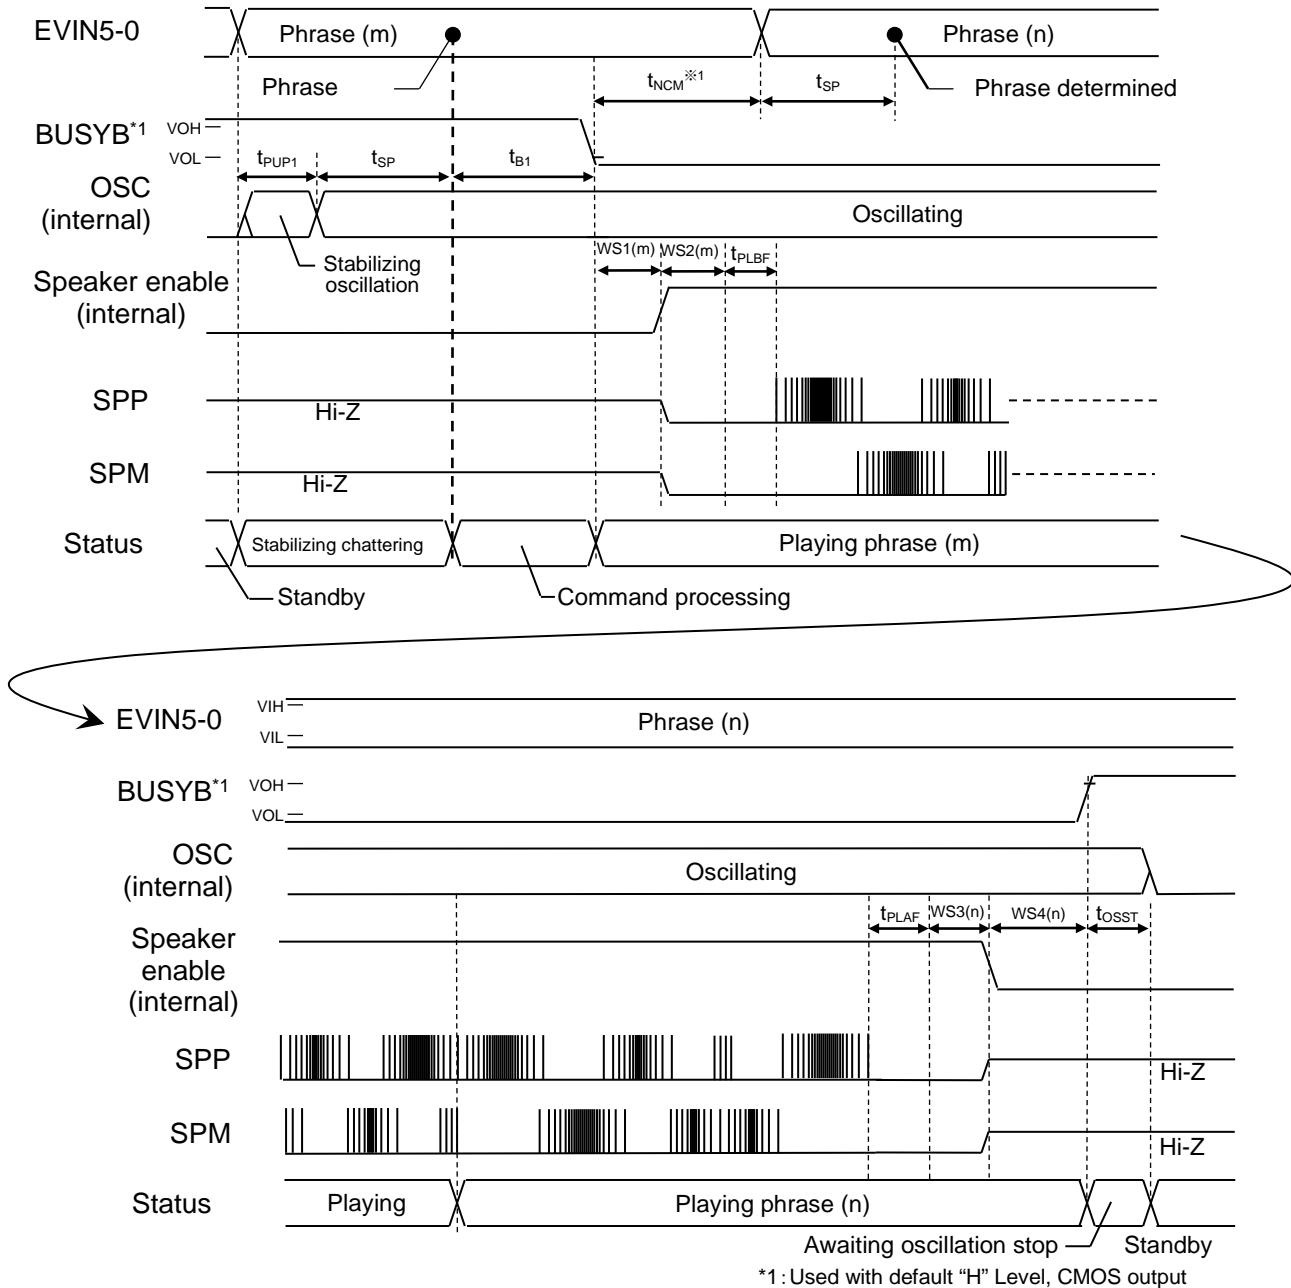 EVIN5-0
Phrase (m)
Phrase (n)
Phrase
tNCM※1
tSP
Phrase determined
BUSYB*1
VOH
VOL
tPUP1
tSP
tB1
OSC
(internal)
Oscillating
Stabilizing
oscillation
WS1(m)
WS2(m)
tPLBF
Speaker enable
(internal)
SPP
Hi-Z
SPM
Hi-Z
Status
Stabilizing chattering
Playing phrase (m)
Standby
Command processing
EVIN5-0
VIH
VIL
Phrase (n)
BUSYB*1
VOH
VOL
OSC
(internal)
Oscillating
tPLAF
WS3(n)
WS4(n)
tOSST
Speaker
enable
(internal)
SPP
Hi-Z
SPM
Hi-Z
Status
Playing
Playing phrase (n)
Awaiting oscillation stop
Standby
*1: Used with default “H” Level, CMOS output